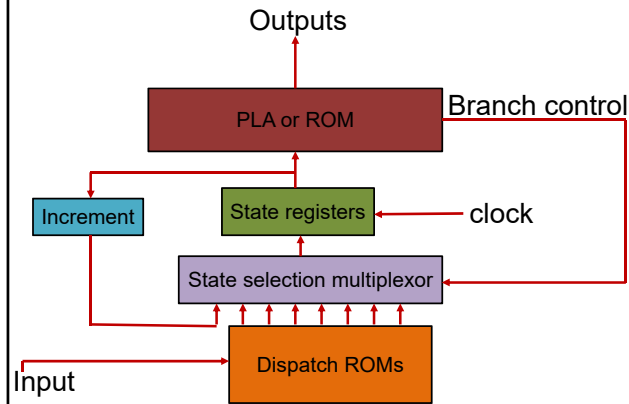 Outputs
PLA or ROM
Branch control
Increment
State registers
clock
State selection multiplexor
Dispatch ROMs
Input